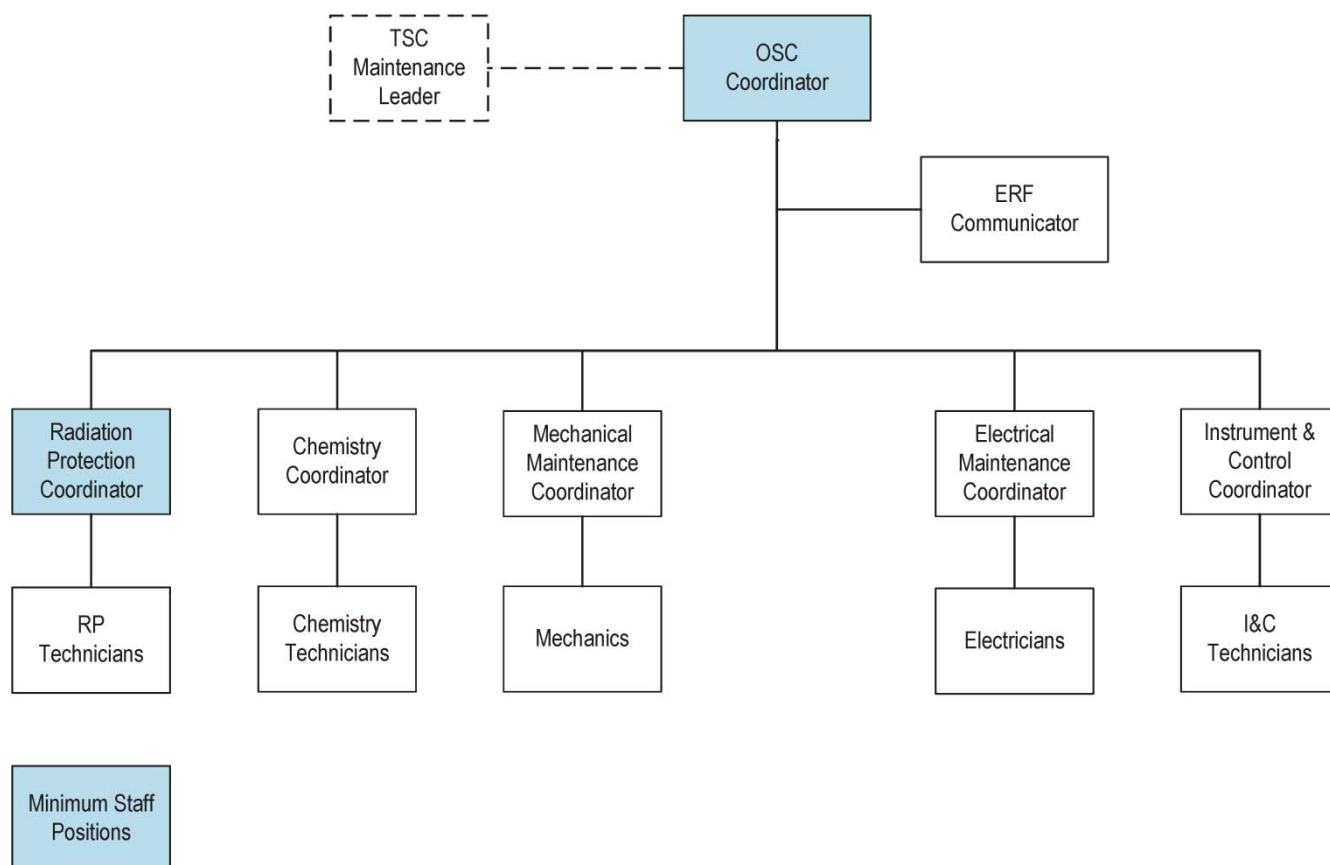 TSC
Maintenance
Leader
OSC
Coordinator
ERF
Communicator
Radiation
Protection
Coordinator
Chemistry
Coordinator
Mechanical
Maintenance
Coordinator
Electrical
Maintenance
Coordinator
Instrument &
Control
Coordinator
RP
Technicians
Chemistry
Technicians
Mechanics
Electricians
I&C
Technicians
Minimum Staff
Positions